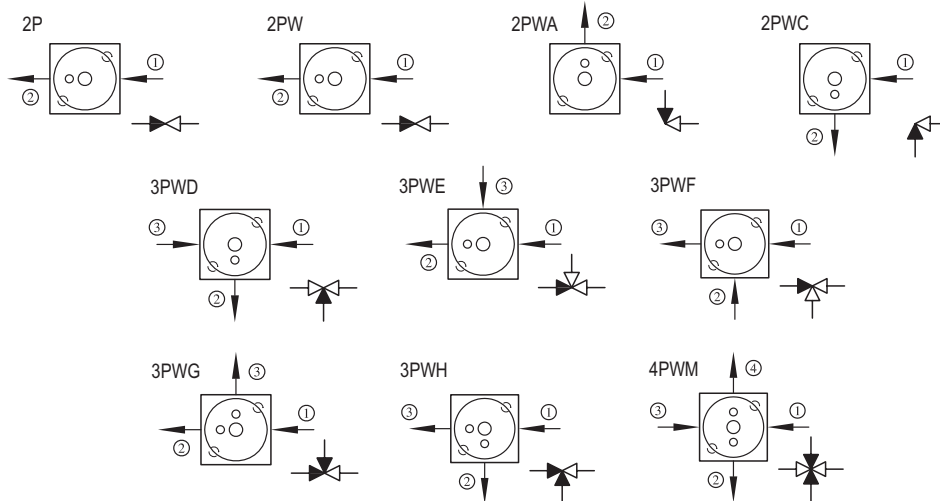 2P
2PW
2PWA
2PWC
②
①
②
①
②
①
②
①
3PWD
3PWE
3PWF
③
②
①
③
②
①
③
②
①
3PWG
3PWH
4PWM
③
②
①
③
②
①
④
③
②
①